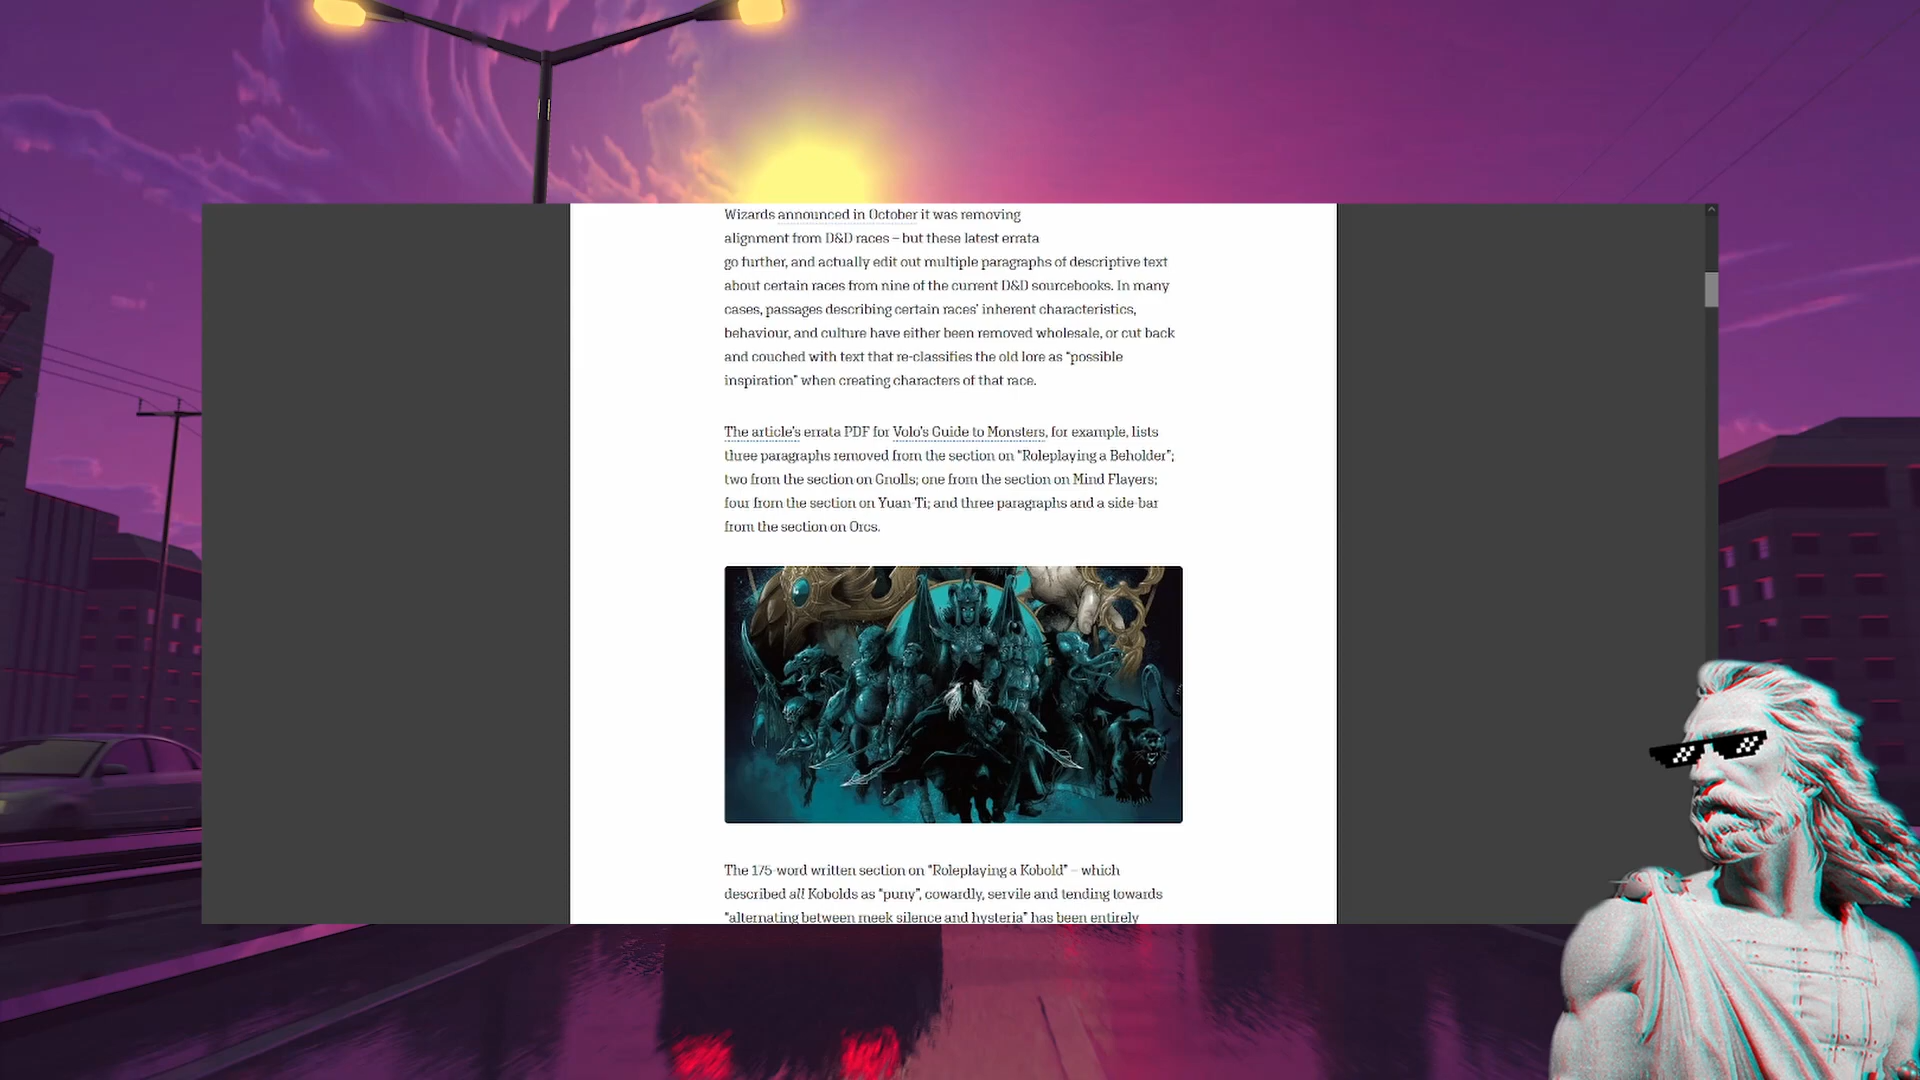 Wizards announced in October it was removing
alignment from D&D races – but these latest errata
go further, and actually edit out multiple paragraphs of descriptive text
about certain races from nine of the current D&D sourcebooks. In many
cases, passages describing certain races’ inherent characteristics,
behaviour, and culture have either been removed wholesale, or cut back
and couched with text that re-classifies the old lore as “possible
inspiration” when creating characters of that race.
The article’s errata PDF for Volo’s Guide to Monsters, for example, lists
three paragraphs removed from the section on “Roleplaying a Beholder”;
two from the section on Gnolls; one from the section on Mind Flayers;
four from the section on Yuan-Ti; and three paragraphs and a side-bar
from the section on Orcs.
The 175-word written section on “Roleplaying a Kobold” – which
described all Kobolds as “puny”, cowardly, servile and tending towards
“alternating between meek silence and hysteria” has been entirely